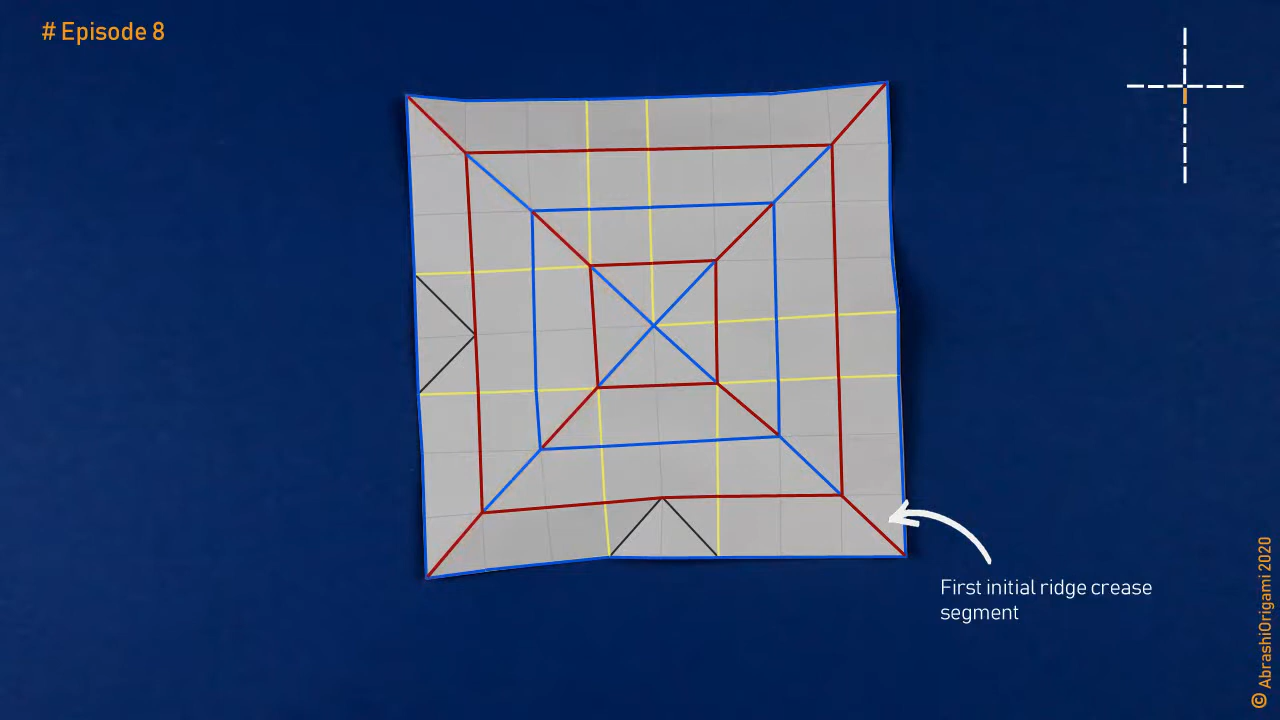 # Episode 8
First initial ridge crease
segment
© AbrashiOrigami 2020